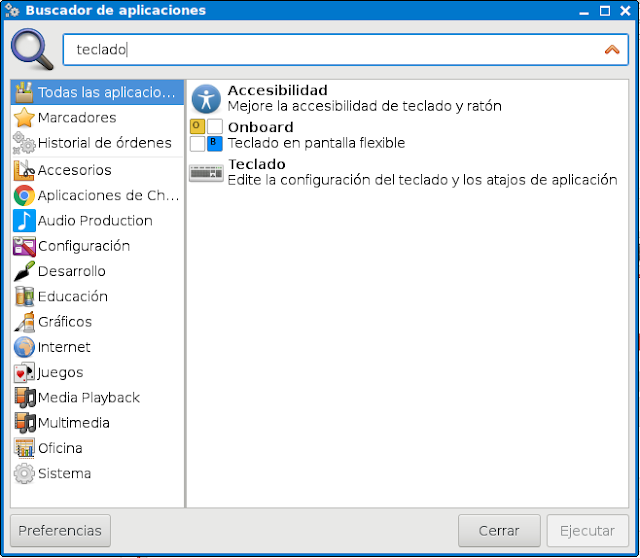 Buscador de aplicaciones
teclado
Todas las aplicacio...
Marcadores
Historial de órdenes
Accesorios
Aplicaciones de Ch...
Audio Production
Configuración
Desarrollo
Educación
Gráficos
Internet
Juegos
Media Playback
Multimedia
Oficina
Sistema
Accesibilidad
Mejore la accesibilidad de teclado y ratón
O
B
Onboard
Teclado en pantalla flexible
Teclado
Edite la configuración del teclado y los atajos de aplicación
Preferencias
Cerrar
Ejecutar